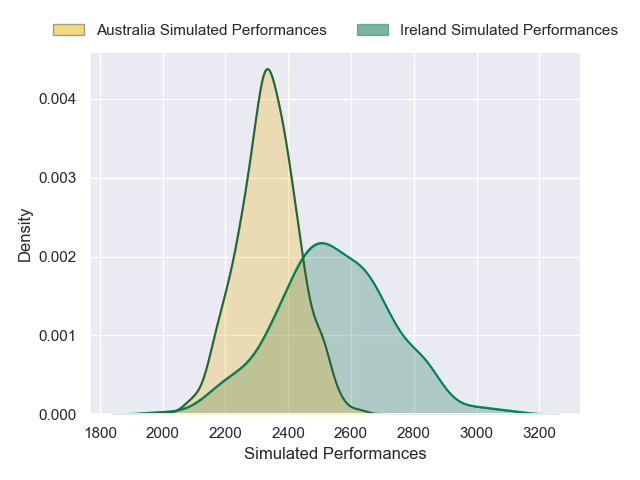 Australia Simulated Performances Ireland Simulated Performances
0.004
0.003
0.002
0.001
0.000
Density
1800 2000 2200 2400 2600 2800 3000 3200
Simulated Performances